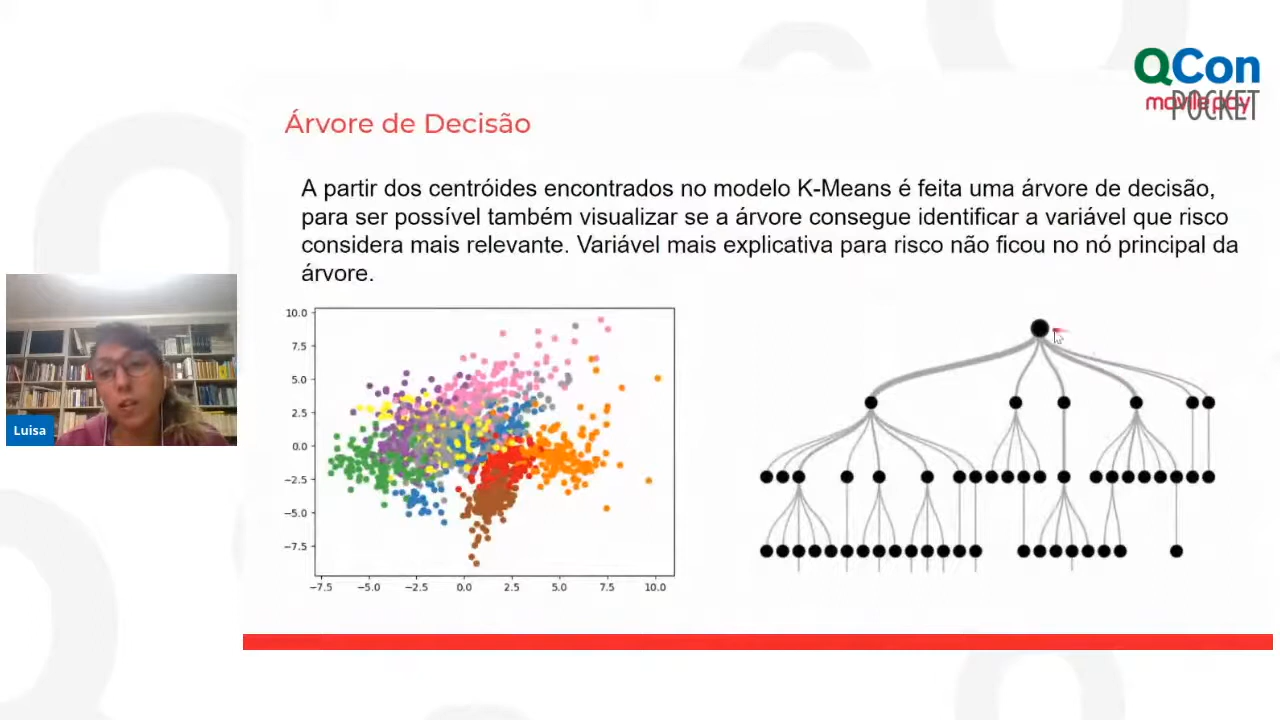 QCon
movile pay
POCKET
Árvore de Decisão
A partir dos centróides encontrados no modelo K-Means é feita uma árvore de decisão,
para ser possível também visualizar se a árvore consegue identificar a variável que risco
considera mais relevante. Variável mais explicativa para risco não ficou no nó principal da
árvore.
10.0
7.5
5.0
2.5
0.0
−2.5
−5.0
−7.5
−7.5 −5.0 −2.5 0.0 2.5 5.0 7.5 10.0
Luisa